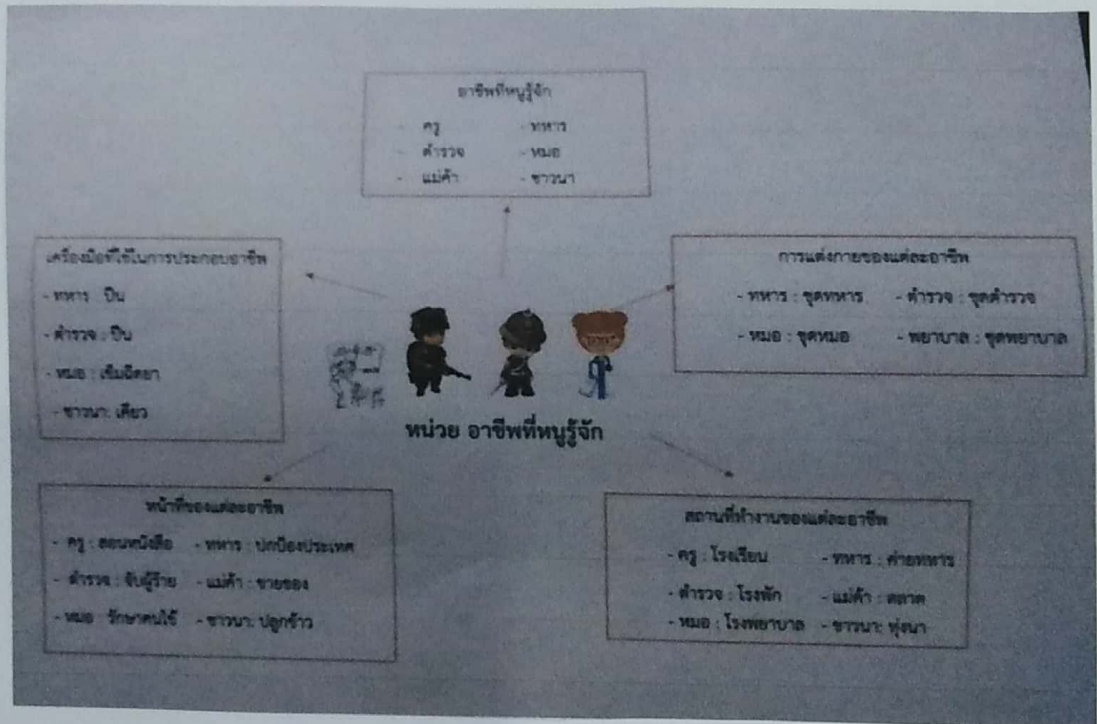 อาชีพที่หนูรู้จัก
- ครู - ทหาร
- ตำรวจ - หมอ
- แม่ค้า - ชาวนา
เครื่องมือที่ใช้ในการประกอบอาชีพ
- ทหาร ปืน
- ตำรวจ : ปืน
- หมอ : เข็มฉีดยา
- ชาวนา: เคียว
การแต่งกายของแต่ละอาชีพ
- ทหาร : ชุดทหาร - ตำรวจ : ชุดตำรวจ
- หมอ : ชุดหมอ - พยาบาล : ชุดพยาบาล
หน่วย อาชีพที่หนูรู้จัก
หน้าที่ของแต่ละอาชีพ
- ครู : สอนหนังสือ - ทหาร : ปกป้องประเทศ
- ตำรวจ : จับผู้ร้าย - แม่ค้า : ขายของ
- หมอ รักษาคนไข้ - ชาวนา: ปลูกข้าว
สถานที่ทำงานของแต่ละอาชีพ
- ครู : โรงเรียน - ทหาร : ค่ายทหาร
- ตำรวจ : โรงพัก - แม่ค้า : ตลาด
- หมอ : โรงพยาบาล - ชาวนา: ทุ่งนา